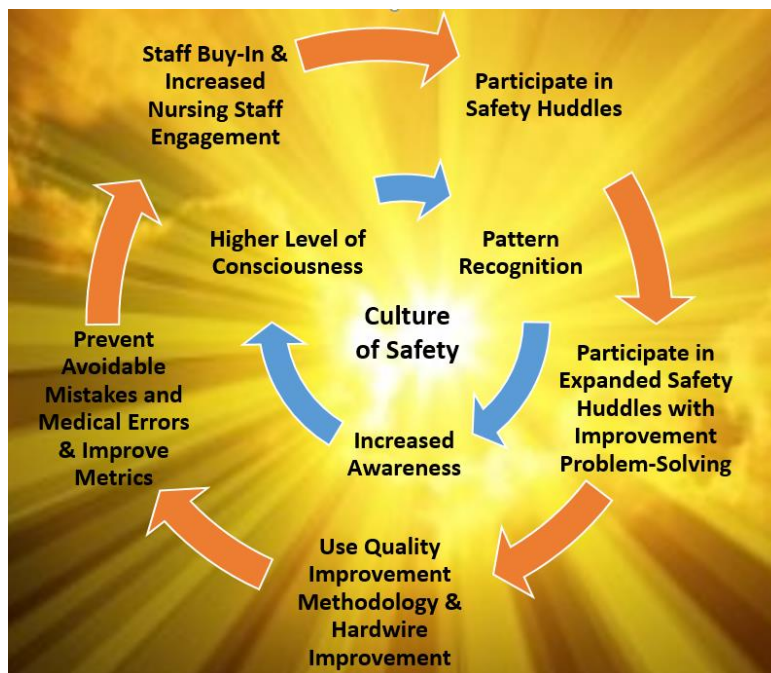 Staff Buy-In &
Increased
Nursing Staff
Engagement
Participate in
Safety Huddles
Higher Level of
Consciousness
Pattern
Recognition
Culture
of Safety
Prevent
Avoidable
Mistakes and
Medical Errors
& Improve
Metrics
Participate in
Expanded Safety
Huddles with
Improvement
Problem-Solving
Increased
Awareness
Use Quality
Improvement
Methodology &
Hardwire
Improvement